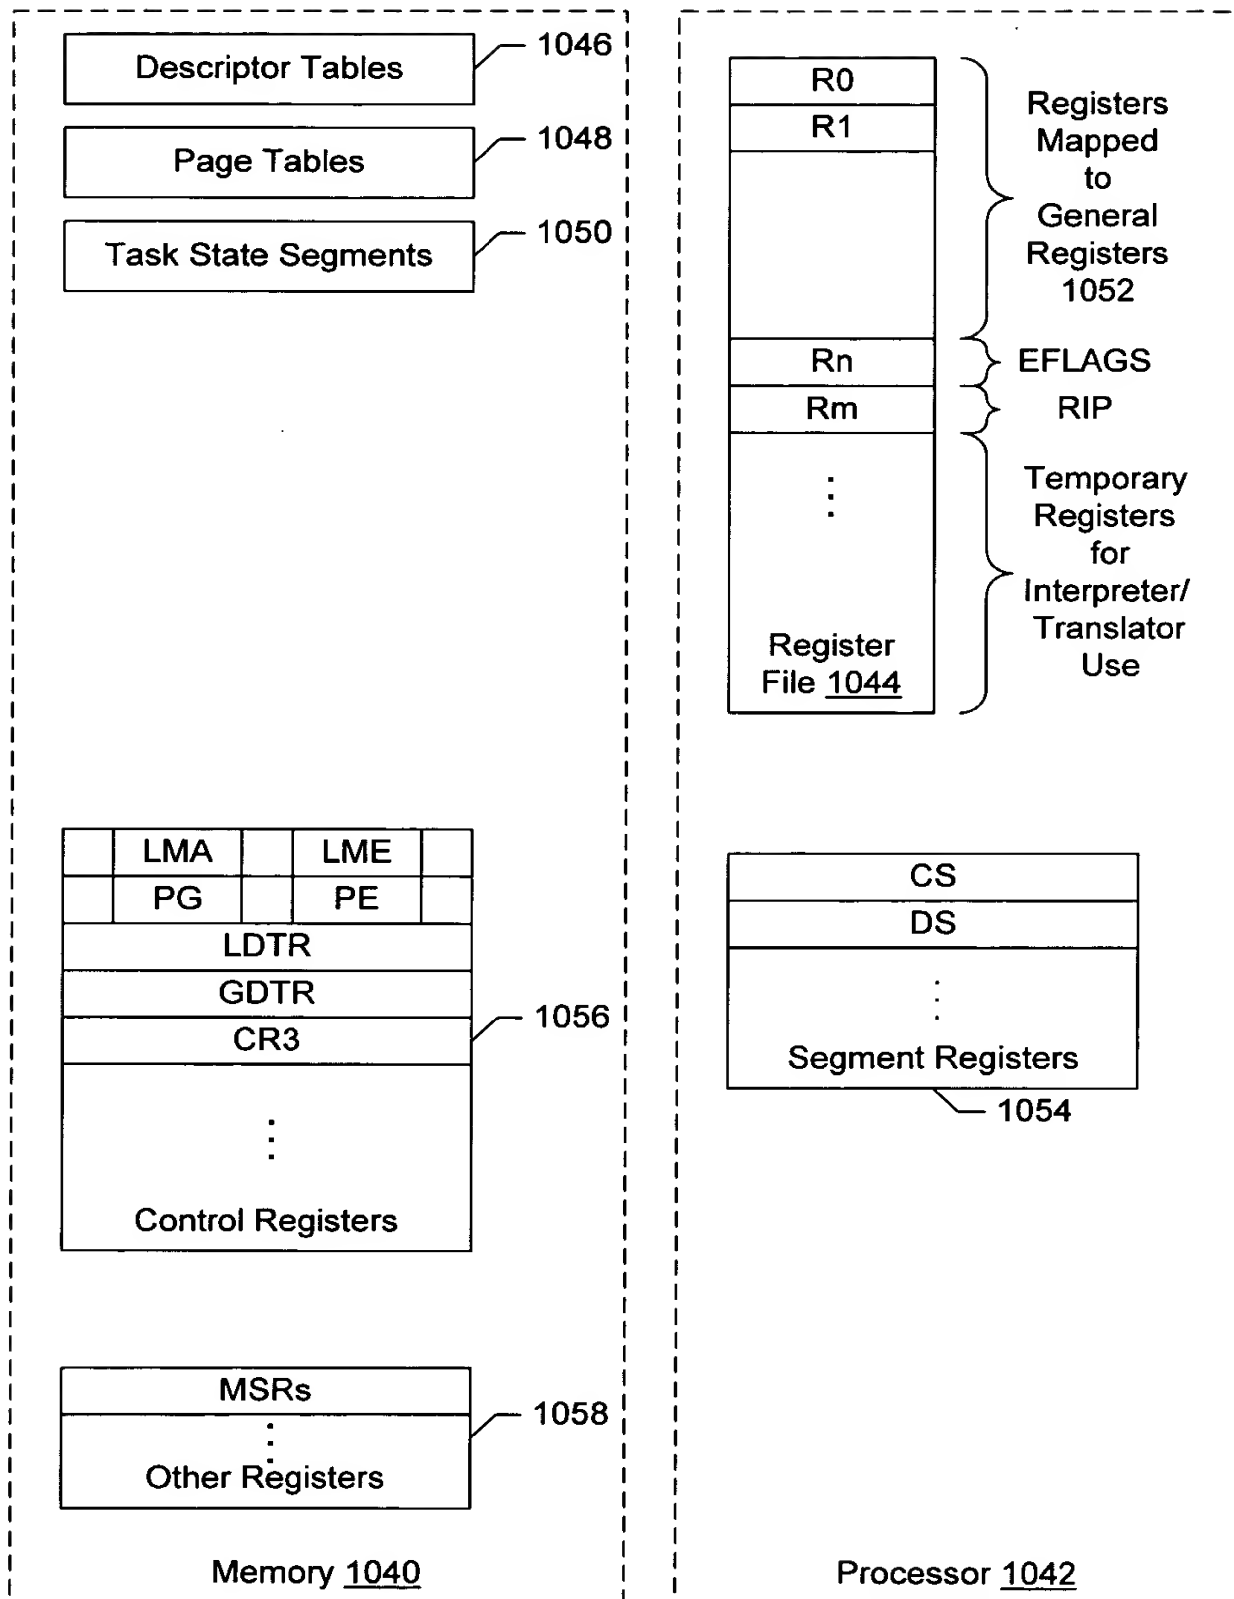 Descriptor Tables
1046
Page Tables
1048
Task State Segments
1050
LMA
LME
PG
PE
LDTR
GDTR
CR3
1056
Control Registers
MSRs
1058
Other Registers
Memory 1040
R0
R1
Registers
Mapped
to
General
Registers
1052
Rn
EFLAGS
Rm
RIP
Temporary
Registers
for
Interpreter/
Translator
Use
Register
File 1044
CS
DS
Segment Registers
1054
Processor 1042